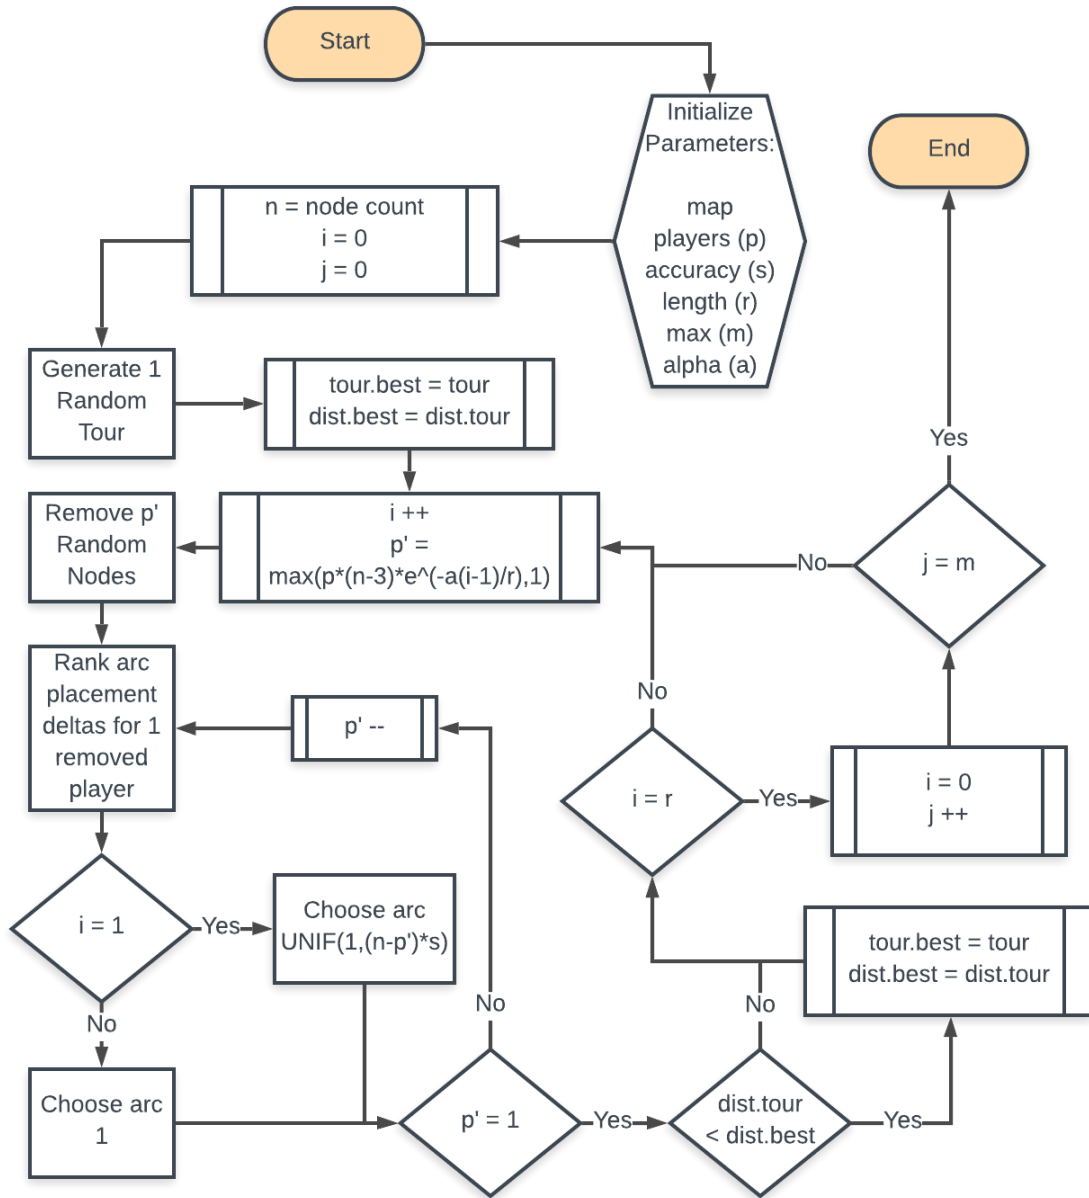 Start
Initialize
Parameters:
map
players (p)
accuracy (s)
length (r)
max (m)
alpha (a)
End
n = node count
i = 0
j = 0
Generate 1
Random
Tour
tour.best = tour
dist.best = dist.tour
i ++
p' =
max(p*(n-3)*e^(-a(i-1)/r),1)
Remove p'
Random
Nodes
Rank arc
placement
deltas for 1
removed
player
p' --
i = 1
Yes
Choose arc
UNIF(1,(n-p')*s)
No
Choose arc
1
p' = 1
No
Yes
dist.tour
< dist.best
No
Yes
tour.best = tour
dist.best = dist.tour
i = r
No
Yes
i = 0
j ++
j = m
No
Yes